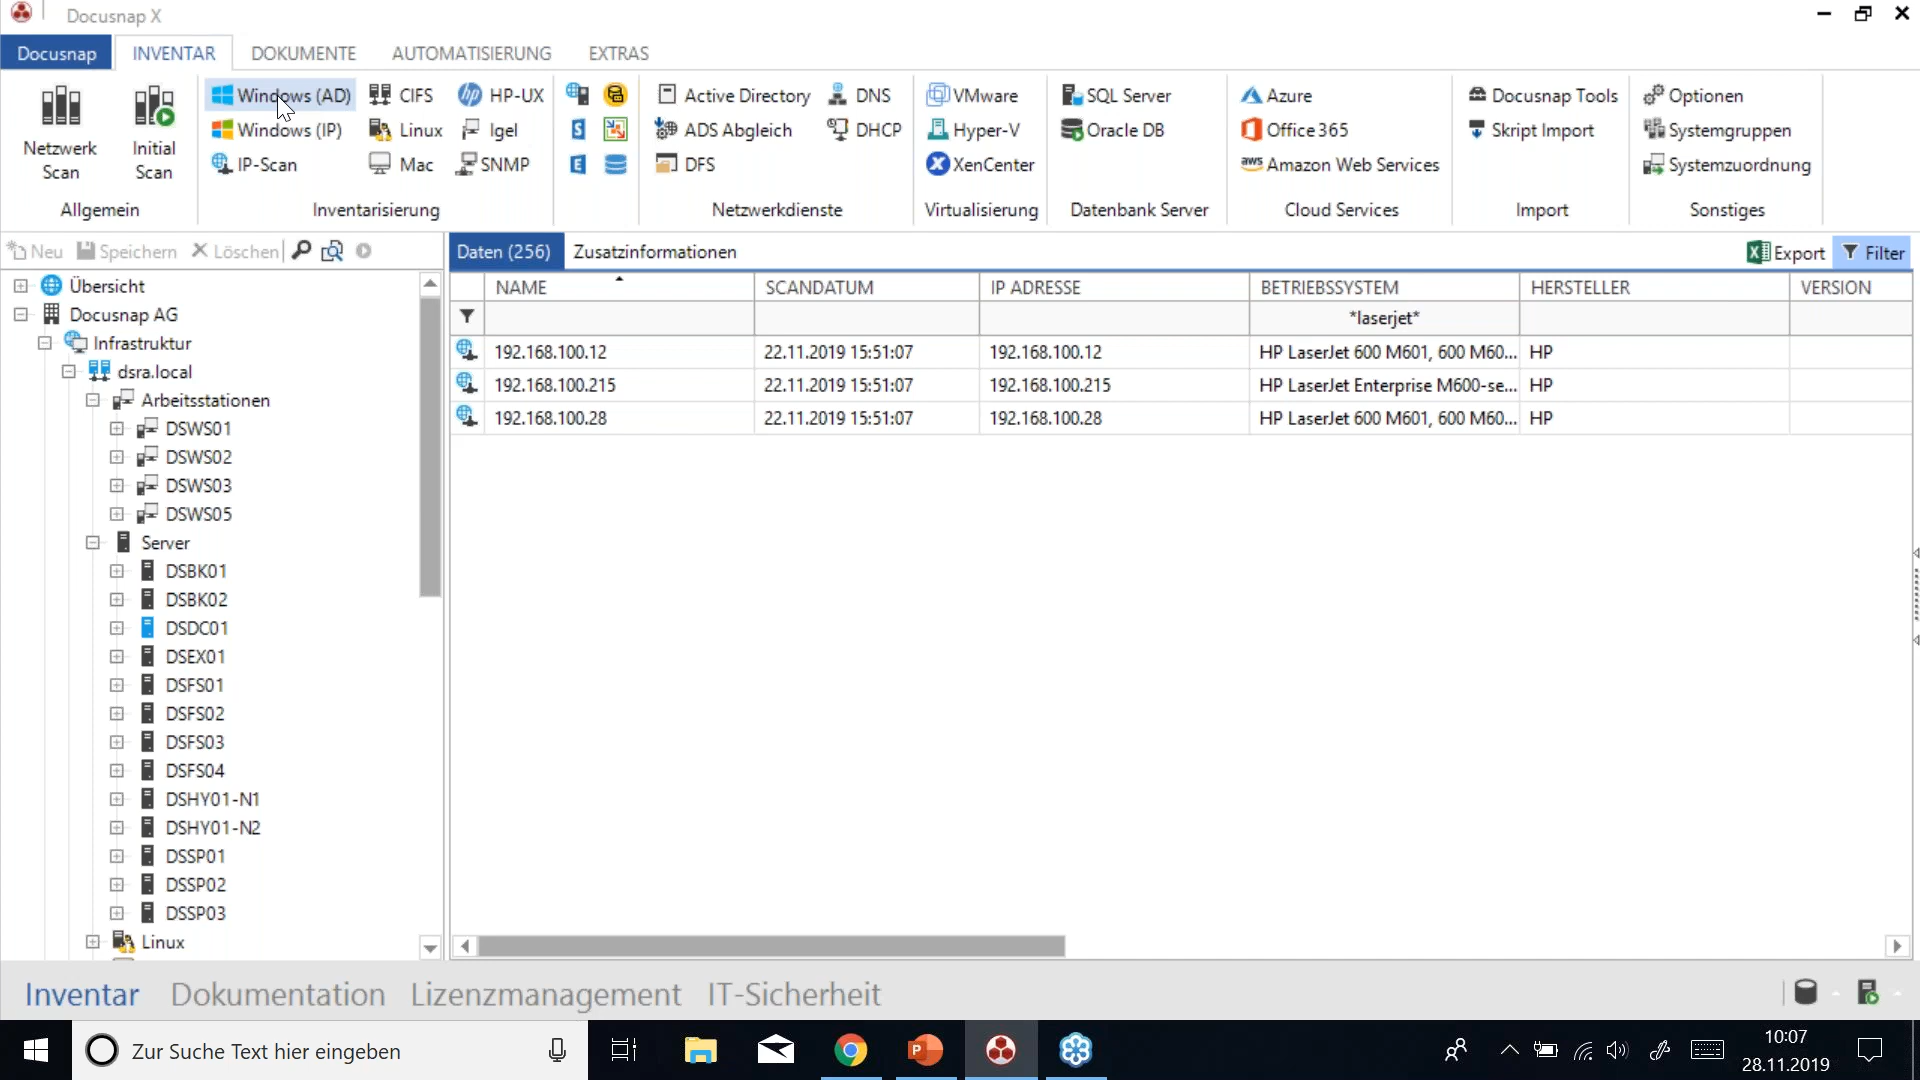 Docusnap X
Docusnap INVENTAR DOKUMENTE AUTOMATISIERUNG EXTRAS
Windows (AD) CIFS HP-UX Active Directory DNS VMware SQL Server Azure Docusnap Tools Optionen
Windows (IP) Linux Igel ADS Abgleich DHCP Hyper-V Oracle DB Office 365 Skript Import Systemgruppen
Netzwerk Scan Initial Scan
IP-Scan Mac SNMP DFS XenCenter aws Amazon Web Services Systemzuordnung
Allgemein Inventarisierung Netzwerkdienste Virtualisierung Datenbank Server Cloud Services Import Sonstiges
Neu Speichern Löschen Daten (256) Zusatzinformationen Export Filter
Übersicht
Docusnap AG
Infrastruktur
dsra.local
Arbeitsstationen
DSWS01
DSWS02
DSWS03
DSWS05
Server
DSBK01
DSBK02
DSDC01
DSEX01
DSFS01
DSFS02
DSFS03
DSFS04
DSHY01-N1
DSHY01-N2
DSSP01
DSSP02
DSSP03
Linux
NAME SCANDATUM IP ADRESSE BETRIEBSSYSTEM HERSTELLER VERSION
*laserjet*
192.168.100.12 22.11.2019 15:51:07 192.168.100.12 HP LaserJet 600 M601, 600 M60... HP
192.168.100.215 22.11.2019 15:51:07 192.168.100.215 HP LaserJet Enterprise M600-se... HP
192.168.100.28 22.11.2019 15:51:07 192.168.100.28 HP LaserJet 600 M601, 600 M60... HP
Inventar Dokumentation Lizenzmanagement IT-Sicherheit
Zur Suche Text hier eingeben
10:07
28.11.2019